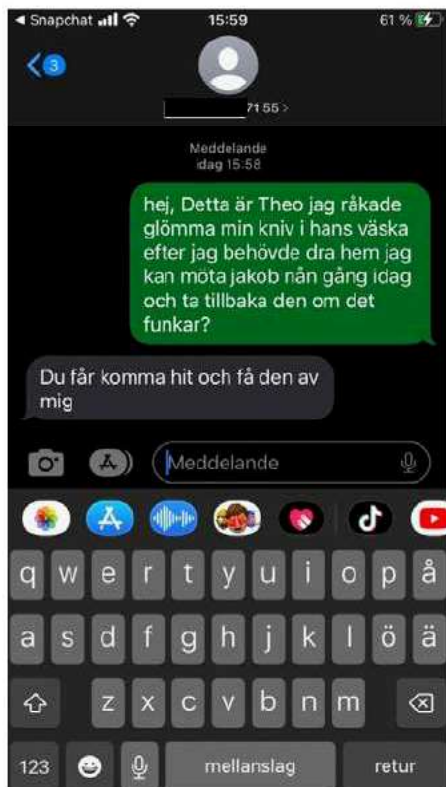 Snapchat 15:59 61 %
3
7155 >
Meddelande
idag 15:58
hej, Detta är Theo jag råkade
glömma min kniv i hans väska
efter jag behövde dra hem jag
kan möta jakob nån gång idag
och ta tillbaka den om det
funkar?
Du får komma hit och få den av
mig
Meddelande
q w e r t y u i o p å
a s d f g h j k l ö ä
z x c v b n m
123 mellanslag retur